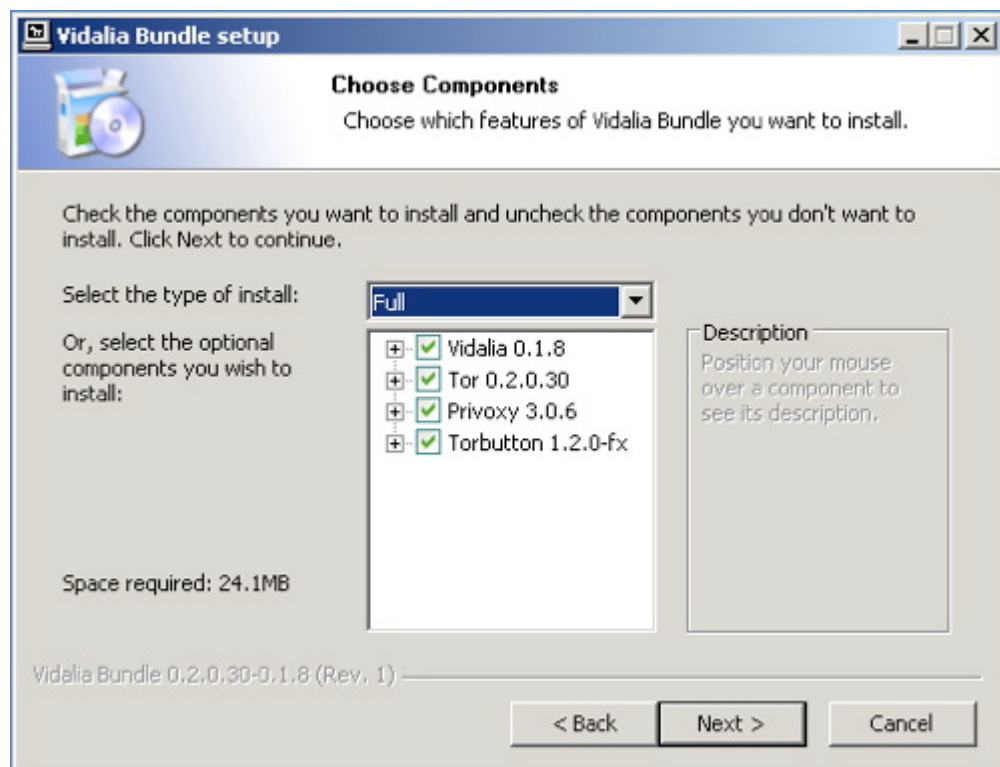 Vidalia Bundle setup
Choose Components
Choose which features of Vidalia Bundle you want to install.
Check the components you want to install and uncheck the components you don't want to
install. Click Next to continue.
Select the type of install:
Full
Or, select the optional
components you wish to
install:
Vidalia 0.1.8
Tor 0.2.0.30
Privoxy 3.0.6
Torbutton 1.2.0-fx
Description
Position your mouse
over a component to
see its description.
Space required: 24.1MB
Vidalia Bundle 0.2.0.30-0.1.8 (Rev. 1)
< Back
Next >
Cancel